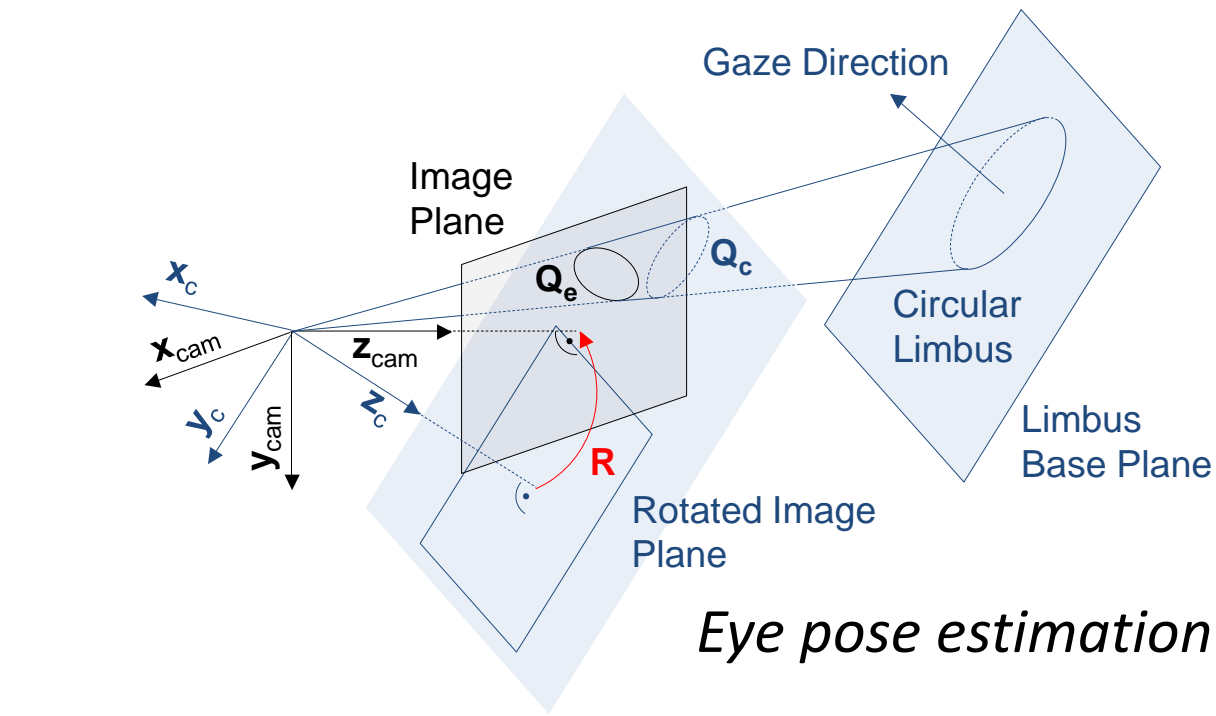 Gaze Direction
Image
Plane
Qc
Qe
xc
xcam
zcam
Circular
Limbus
zc
yc
ycam
R
Limbus
Base Plane
Rotated Image
Plane
Eye pose estimation